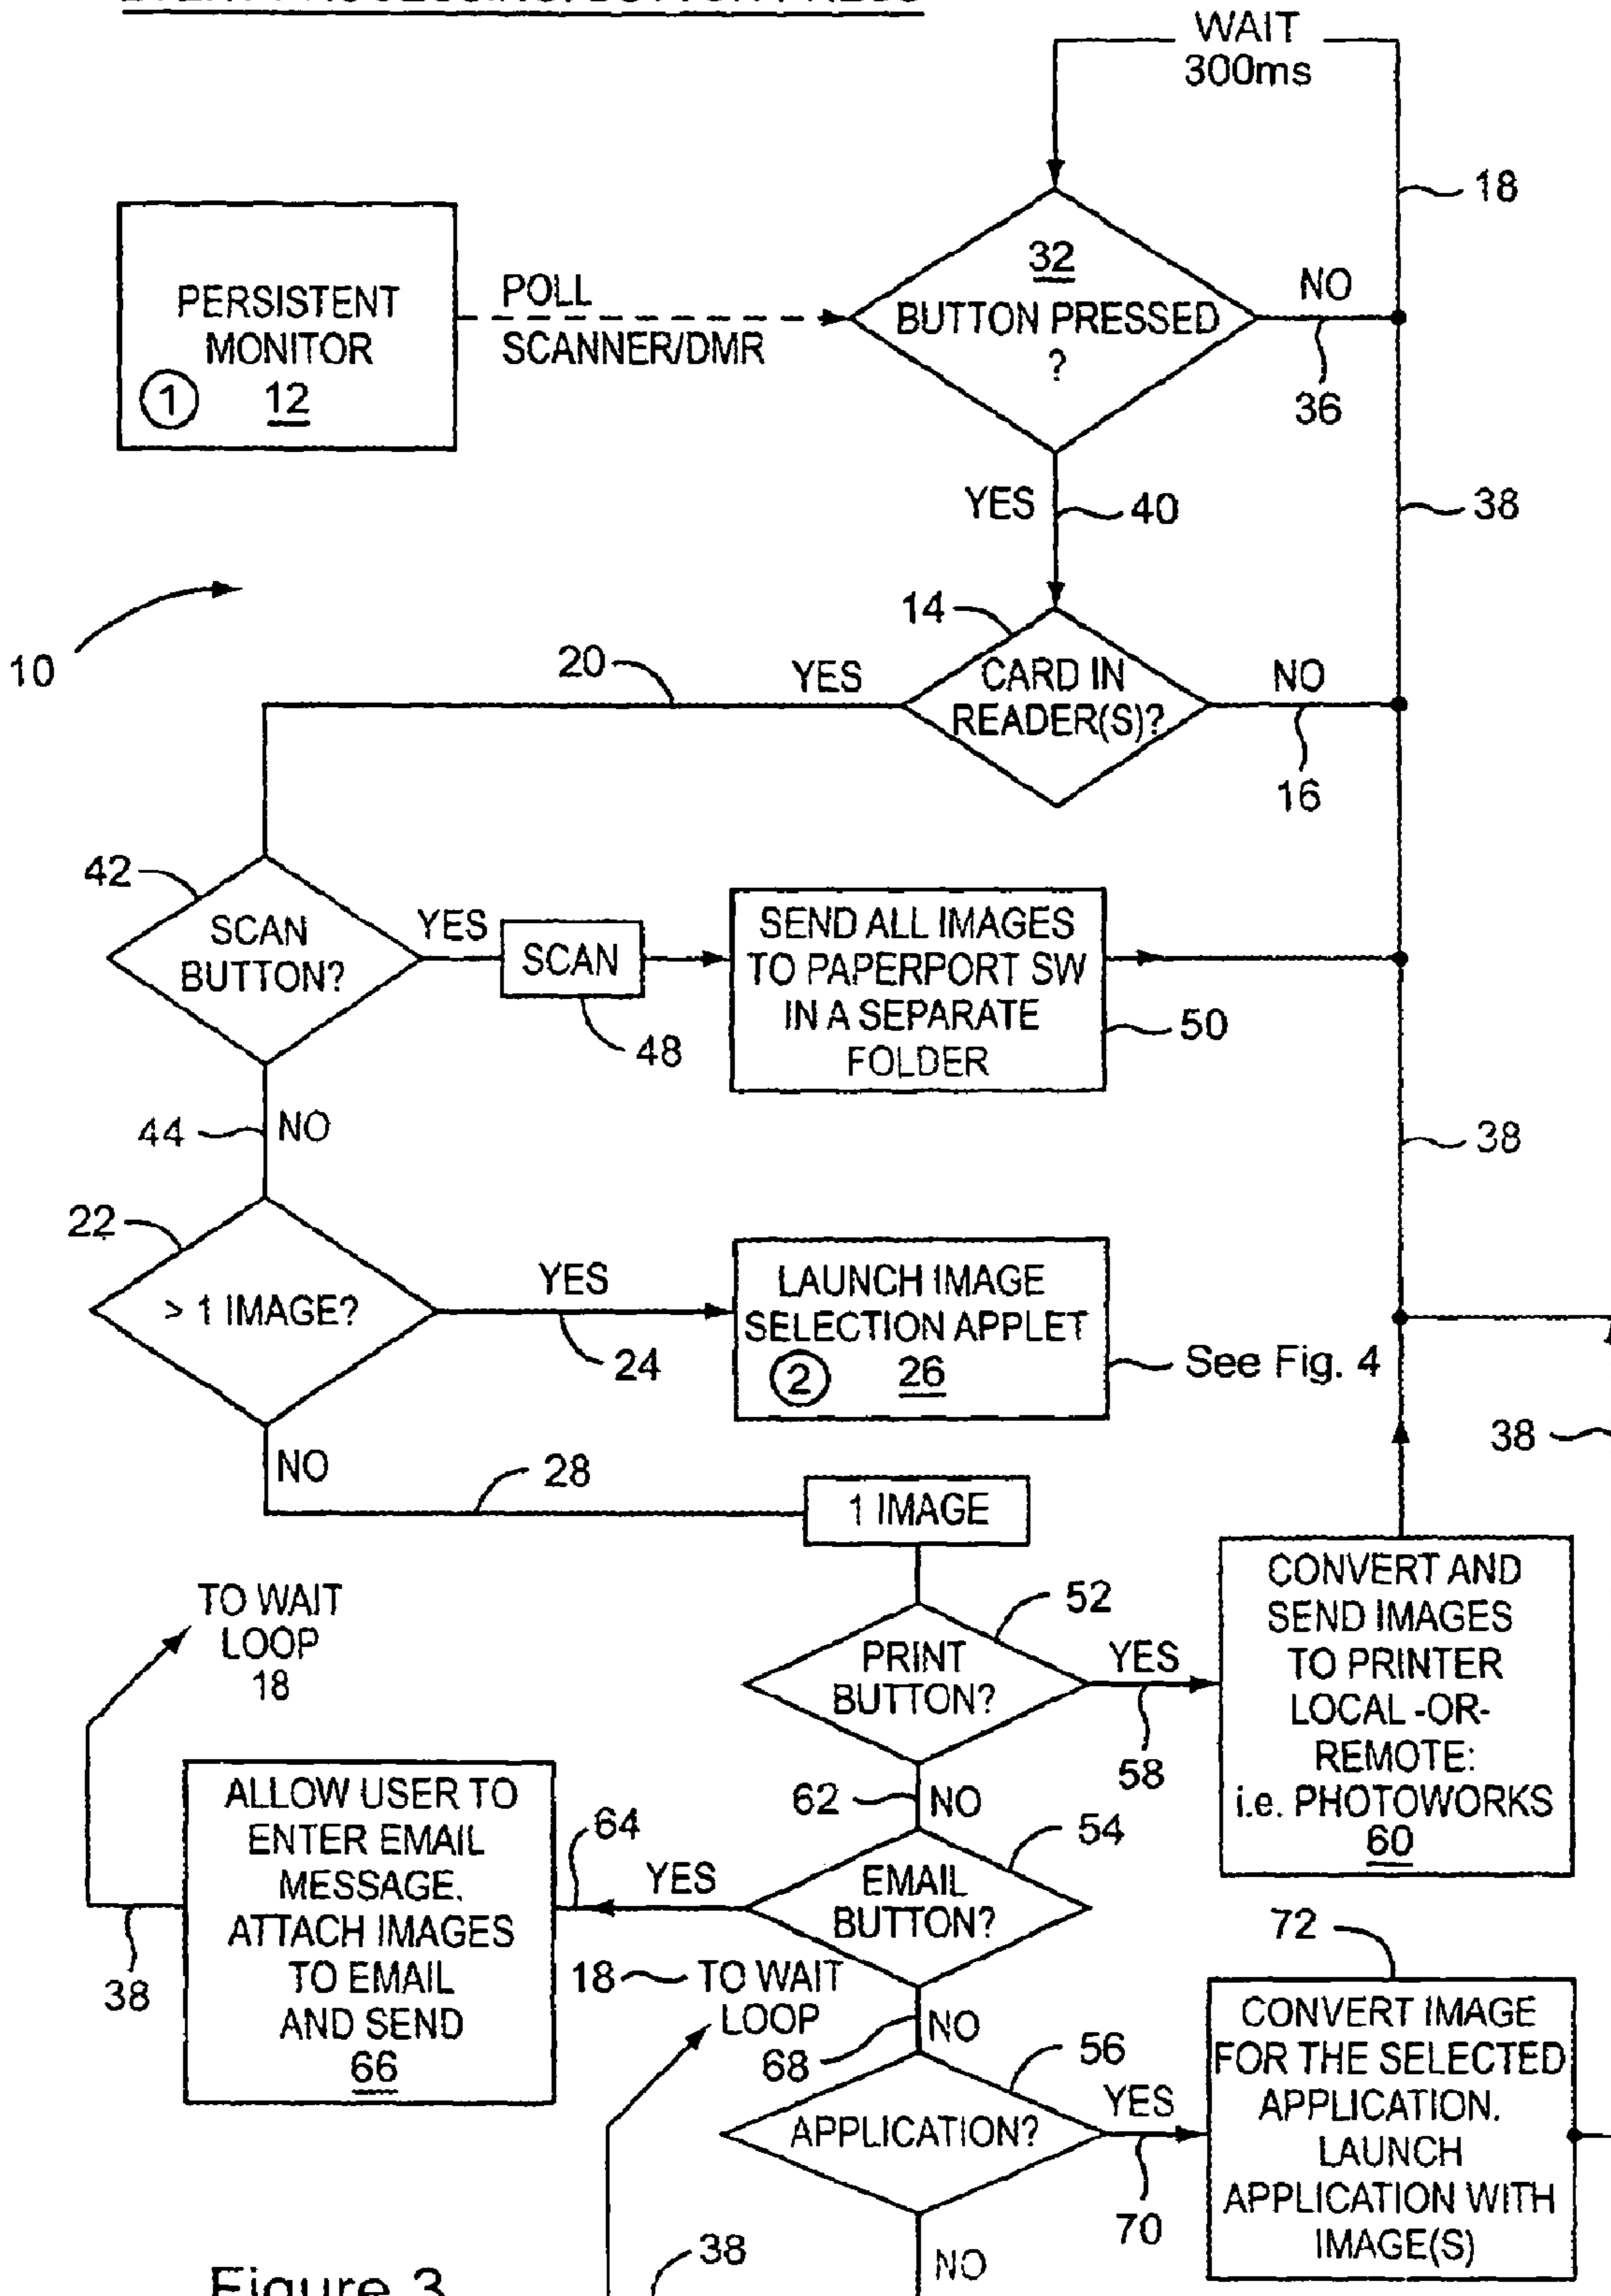 WAIT
300ms
18
PERSISTENT
MONITOR
1 12
POLL
SCANNER/DMR
32
BUTTON PRESSED
?
NO
36
YES
40
38
10
14
CARD IN
READER(S)?
20
YES
NO
16
42
SCAN
BUTTON?
YES
SCAN
48
SEND ALL IMAGES
TO PAPERPORT SW
IN A SEPARATE
FOLDER
50
44
NO
38
22
> 1 IMAGE?
YES
24
LAUNCH IMAGE
SELECTION APPLET
2 26
See Fig. 4
38
NO
28
1 IMAGE
TO WAIT
LOOP
18
52
PRINT
BUTTON?
YES
58
CONVERT AND
SEND IMAGES
TO PRINTER
LOCAL -OR-
REMOTE:
i.e. PHOTOWORKS
60
62
NO
54
EMAIL
BUTTON?
YES
64
ALLOW USER TO
ENTER EMAIL
MESSAGE.
ATTACH IMAGES
TO EMAIL
AND SEND
66
38
18
TO WAIT
LOOP
68
NO
56
APPLICATION?
YES
70
72
CONVERT IMAGE
FOR THE SELECTED
APPLICATION.
LAUNCH
APPLICATION WITH
IMAGE(S)
38
NO
Figure 3